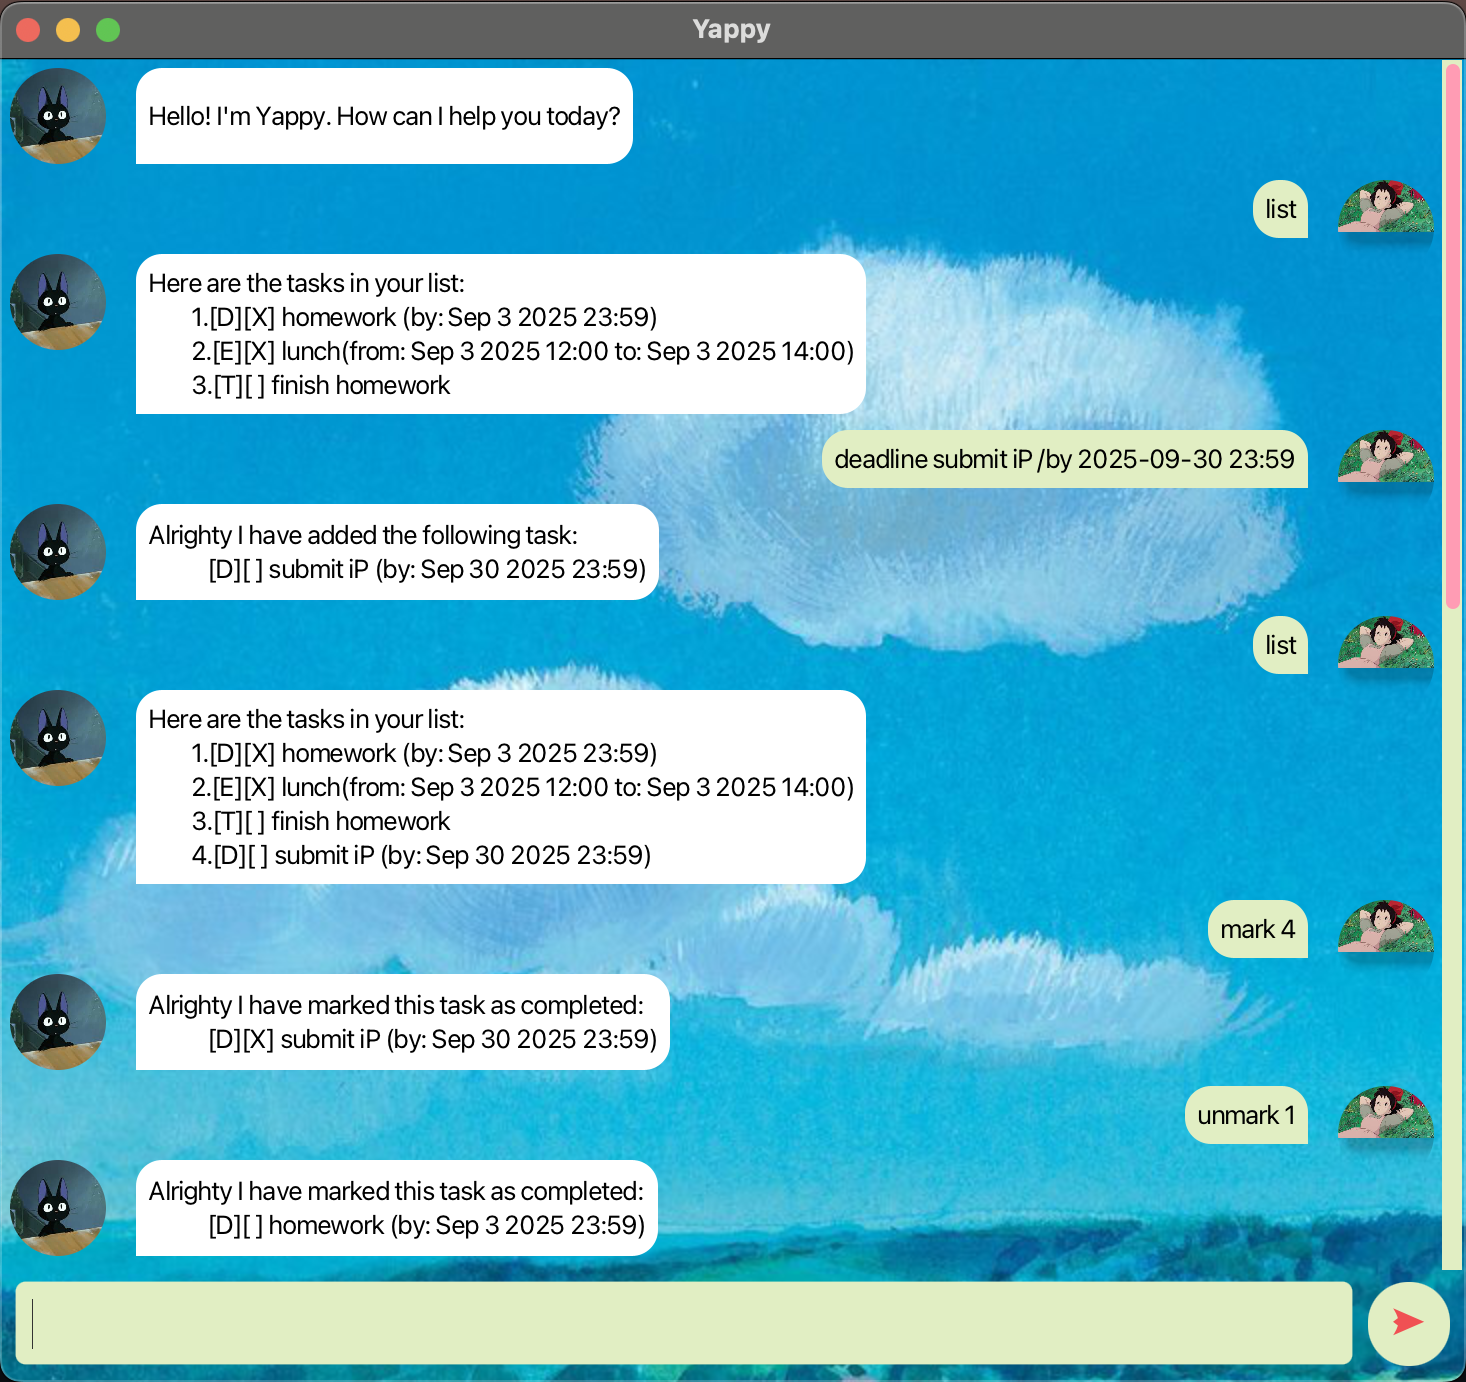 Yappy
Hello! I'm Yappy. How can I help you today?
list
Here are the tasks in your list:
1.[D][X] homework (by: Sep 3 2025 23:59)
2.[E][X] lunch(from: Sep 3 2025 12:00 to: Sep 3 2025 14:00)
3.[T][ ] finish homework
deadline submit iP /by 2025-09-30 23:59
Alrighty I have added the following task:
[D][ ] submit iP (by: Sep 30 2025 23:59)
list
Here are the tasks in your list:
1.[D][X] homework (by: Sep 3 2025 23:59)
2.[E][X] lunch(from: Sep 3 2025 12:00 to: Sep 3 2025 14:00)
3.[T][ ] finish homework
4.[D][ ] submit iP (by: Sep 30 2025 23:59)
mark 4
Alrighty I have marked this task as completed:
[D][X] submit iP (by: Sep 30 2025 23:59)
unmark 1
Alrighty I have marked this task as completed:
[D][ ] homework (by: Sep 3 2025 23:59)